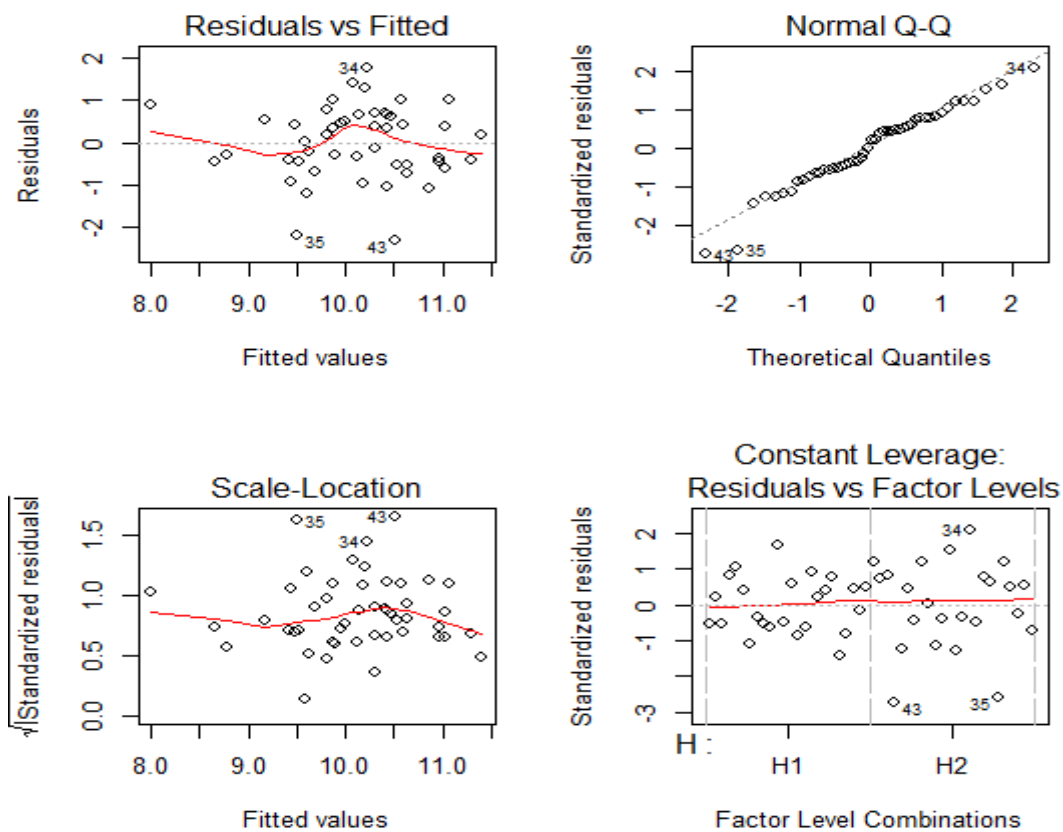 Residuals vs Fitted
Residuals
2
1
0
-1
-2
34
35
43
8.0 9.0 10.0 11.0
Fitted values
Normal Q-Q
Standardized residuals
2
1
0
-1
-2
34
43
35
-2 -1 0 1 2
Theoretical Quantiles
Scale-Location
√|Standardized residuals|
1.5
1.0
0.5
0.0
35
43
34
8.0 9.0 10.0 11.0
Fitted values
Constant Leverage:
Residuals vs Factor Levels
Standardized residuals
2
1
0
-1
-3
34
43
35
H :
H1 H2
Factor Level Combinations